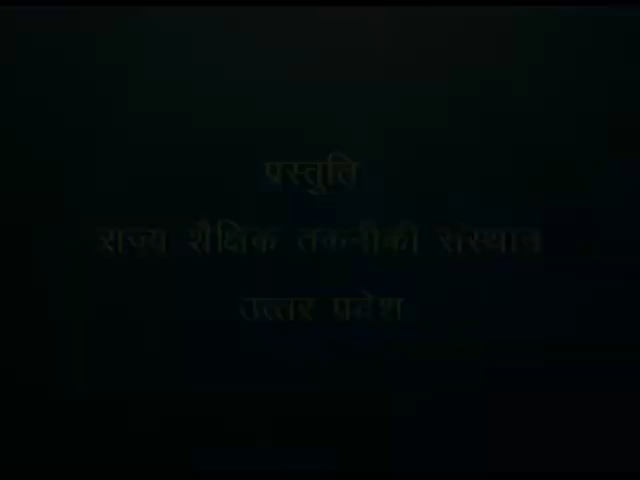 प्रस्तुति
राज्य शैक्षिक तकनीकी संस्थान
उत्तर प्रदेश